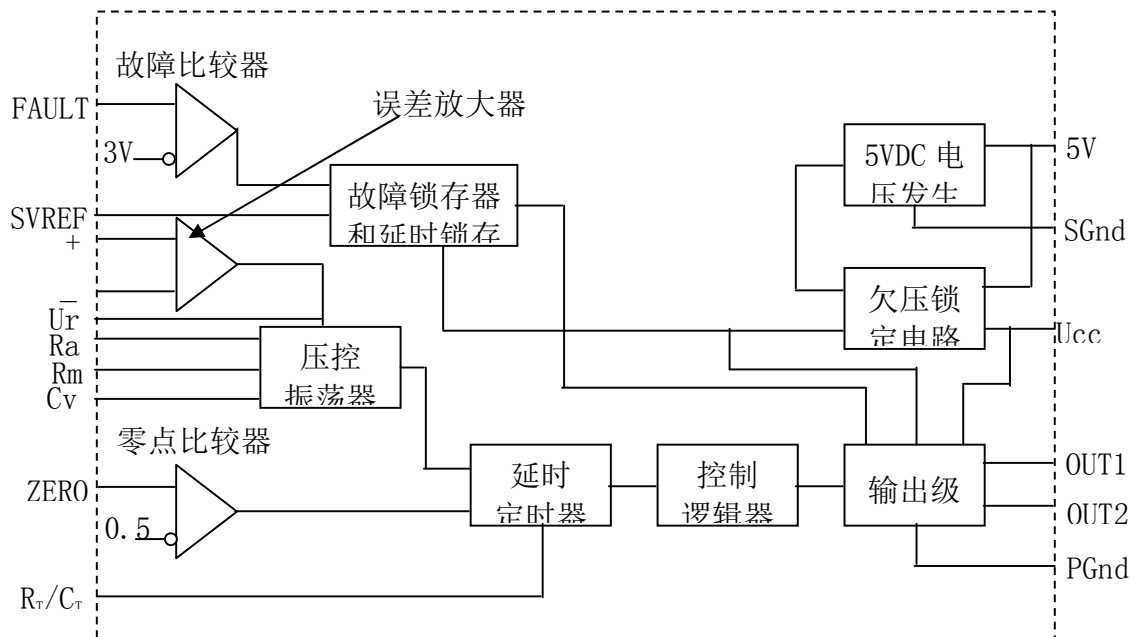 故障比较器
误差放大器
FAULT
3V
5VDC 电
压发生
5V
故障锁存器
和延时锁存
SVREF
+
SGnd
—
Ur
欠压锁
定电路
Ucc
Ra
压控
振荡器
Rm
Cv
零点比较器
ZERO
0.5
延时
定时器
控制
逻辑器
输出级
OUT1
OUT2
PGnd
R_T/C_T